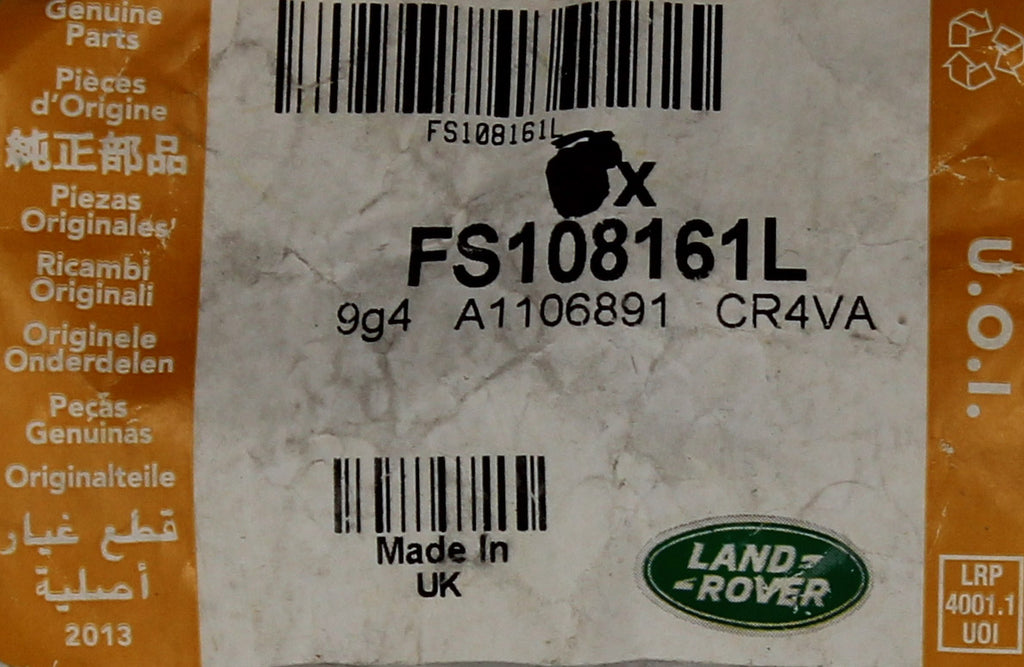 Genuine
Parts
Pièces
d'Origine
純正部品
Piezas
Originales
Ricambi
Originali
Originele
Onderdelen
Peças
Genuinas
Originalteile
قطع غيار
أصلية
2013
FS108161L
x
FS108161L
9g4 A1106891 CR4VA
Made In
UK
LAND
ROVER
U.O.I.
LRP
4001.1
UOI